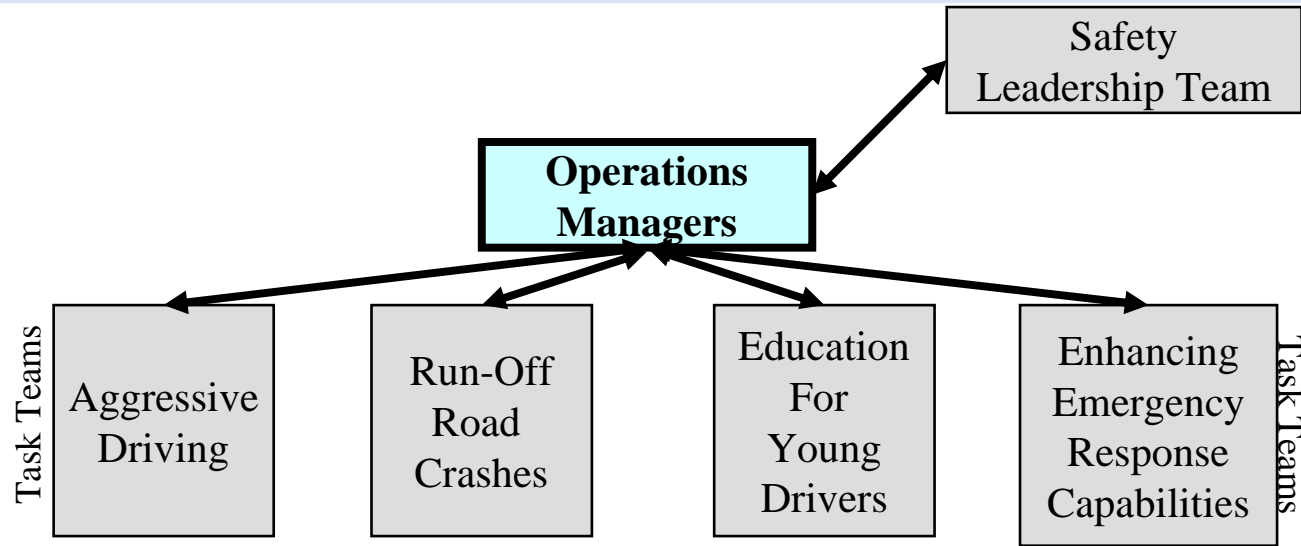 Safety
Leadership Team
Operations
Managers
Task Teams
Aggressive
Driving
Run-Off
Road
Crashes
Education
For
Young
Drivers
Enhancing
Emergency
Response
Capabilities
Task Teams